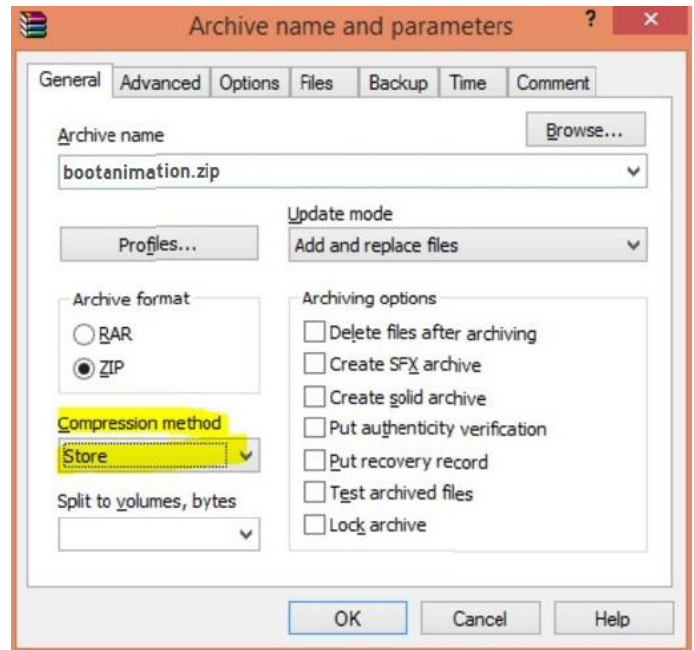 Archive name and parameters ?
General Advanced Options Files Backup Time Comment
Archive name
Browse...
bootanimation.zip
Update mode
Profiles...
Add and replace files
Archive format
RAR
ZIP
Compression method
Store
Split to volumes, bytes
Archiving options
Delete files after archiving
Create SFX archive
Create solid archive
Put authenticity verification
Put recovery record
Test archived files
Lock archive
OK Cancel Help